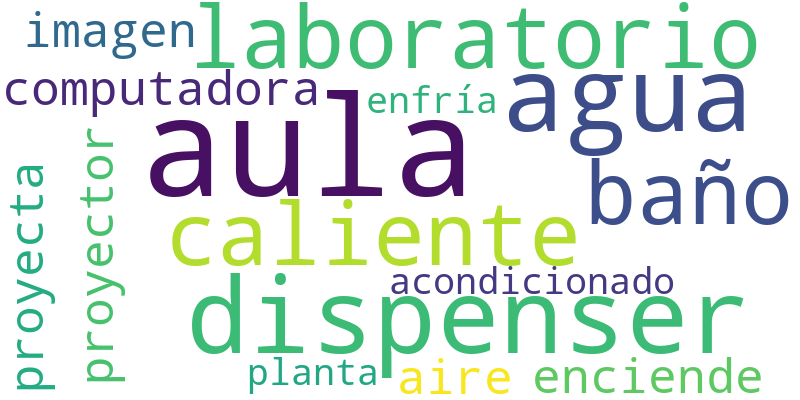 imagen
laboratorio
computadora
enfría
agua
aula
baño
proyecta
proyector
caliente
acondicionado
dispenser
planta
aire
enciende